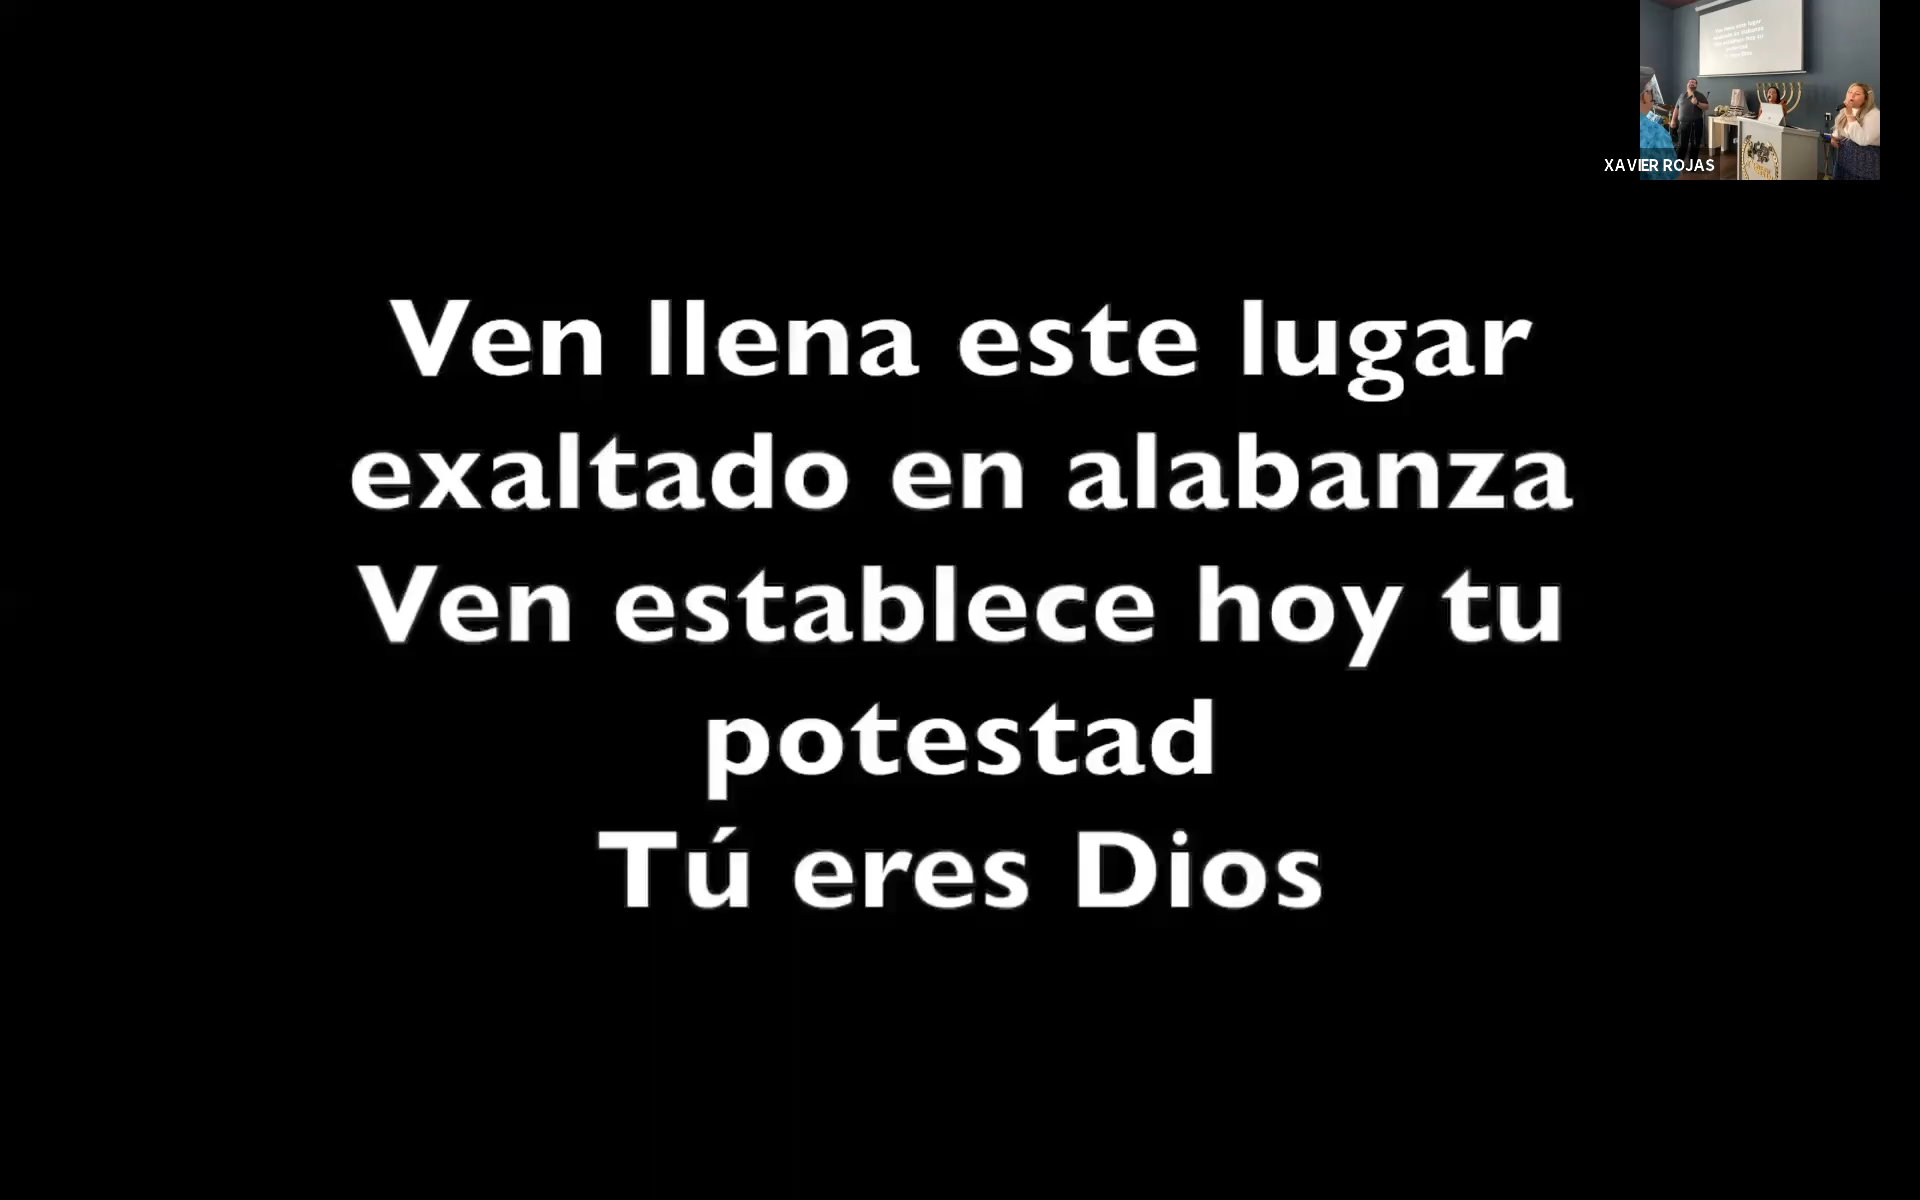 XAVIER ROJAS
Ven llena este lugar
exaltado en alabanza
Ven establece hoy tu
potestad
Tú eres Dios